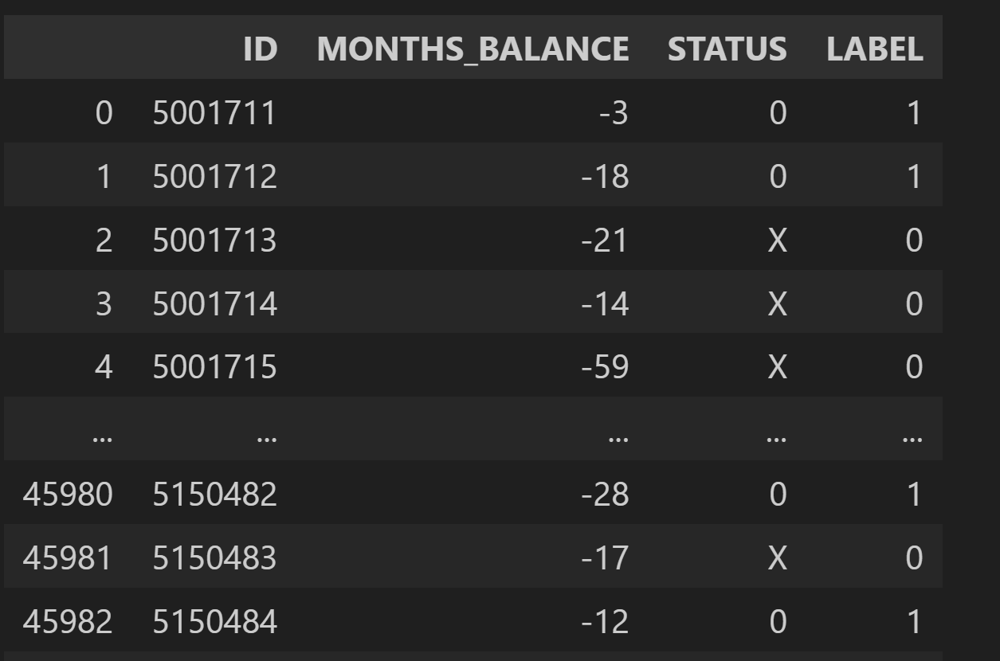 ID MONTHS_BALANCE STATUS LABEL
0 5001711 -3 0 1
1 5001712 -18 0 1
2 5001713 -21 X 0
3 5001714 -14 X 0
4 5001715 -59 X 0
... ... ... ... ...
45980 5150482 -28 0 1
45981 5150483 -17 X 0
45982 5150484 -12 0 1